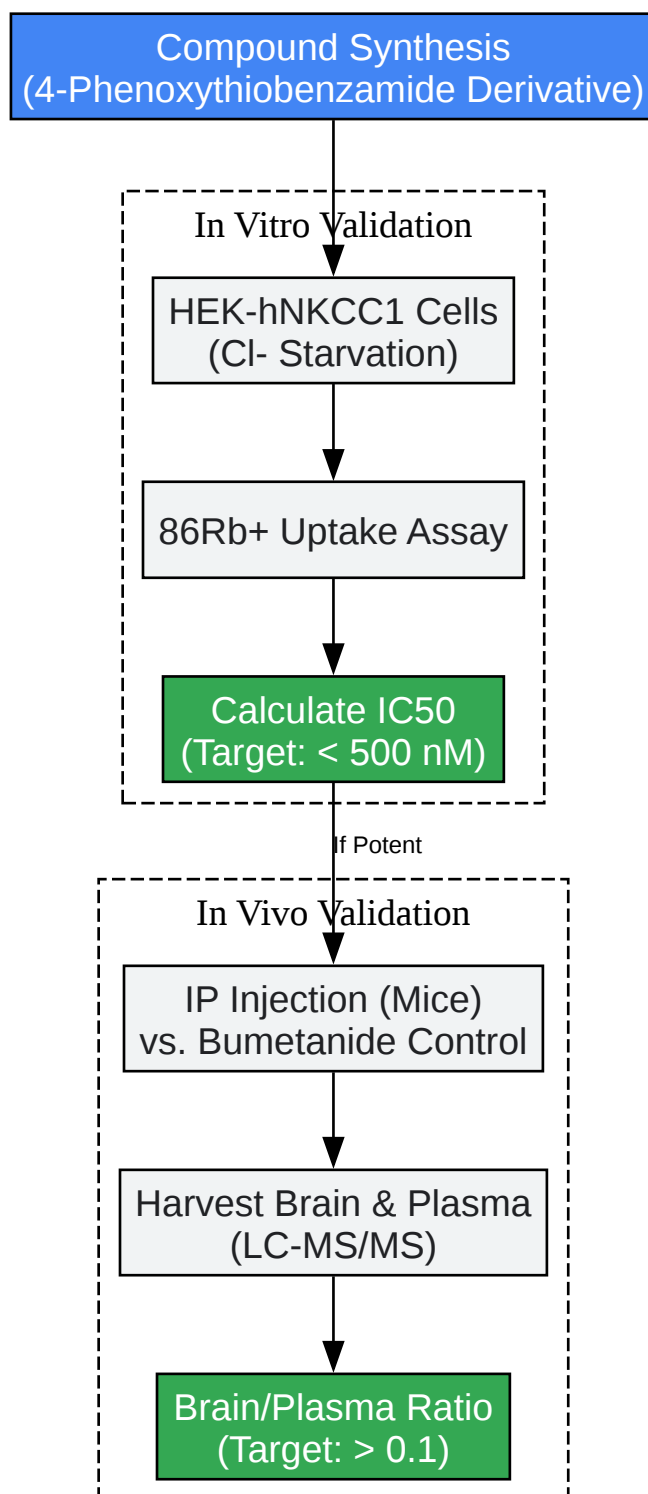 Compound Synthesis
(4-Phenoxythiobenzamide Derivative)
In Vitro Validation
HEK-hNKCC1 Cells
(Cl- Starvation)
86Rb+ Uptake Assay
Calculate IC50
(Target: < 500 nM)
If Potent
In Vivo Validation
IP Injection (Mice)
vs. Bumetanide Control
Harvest Brain & Plasma
(LC-MS/MS)
Brain/Plasma Ratio
(Target: > 0.1)